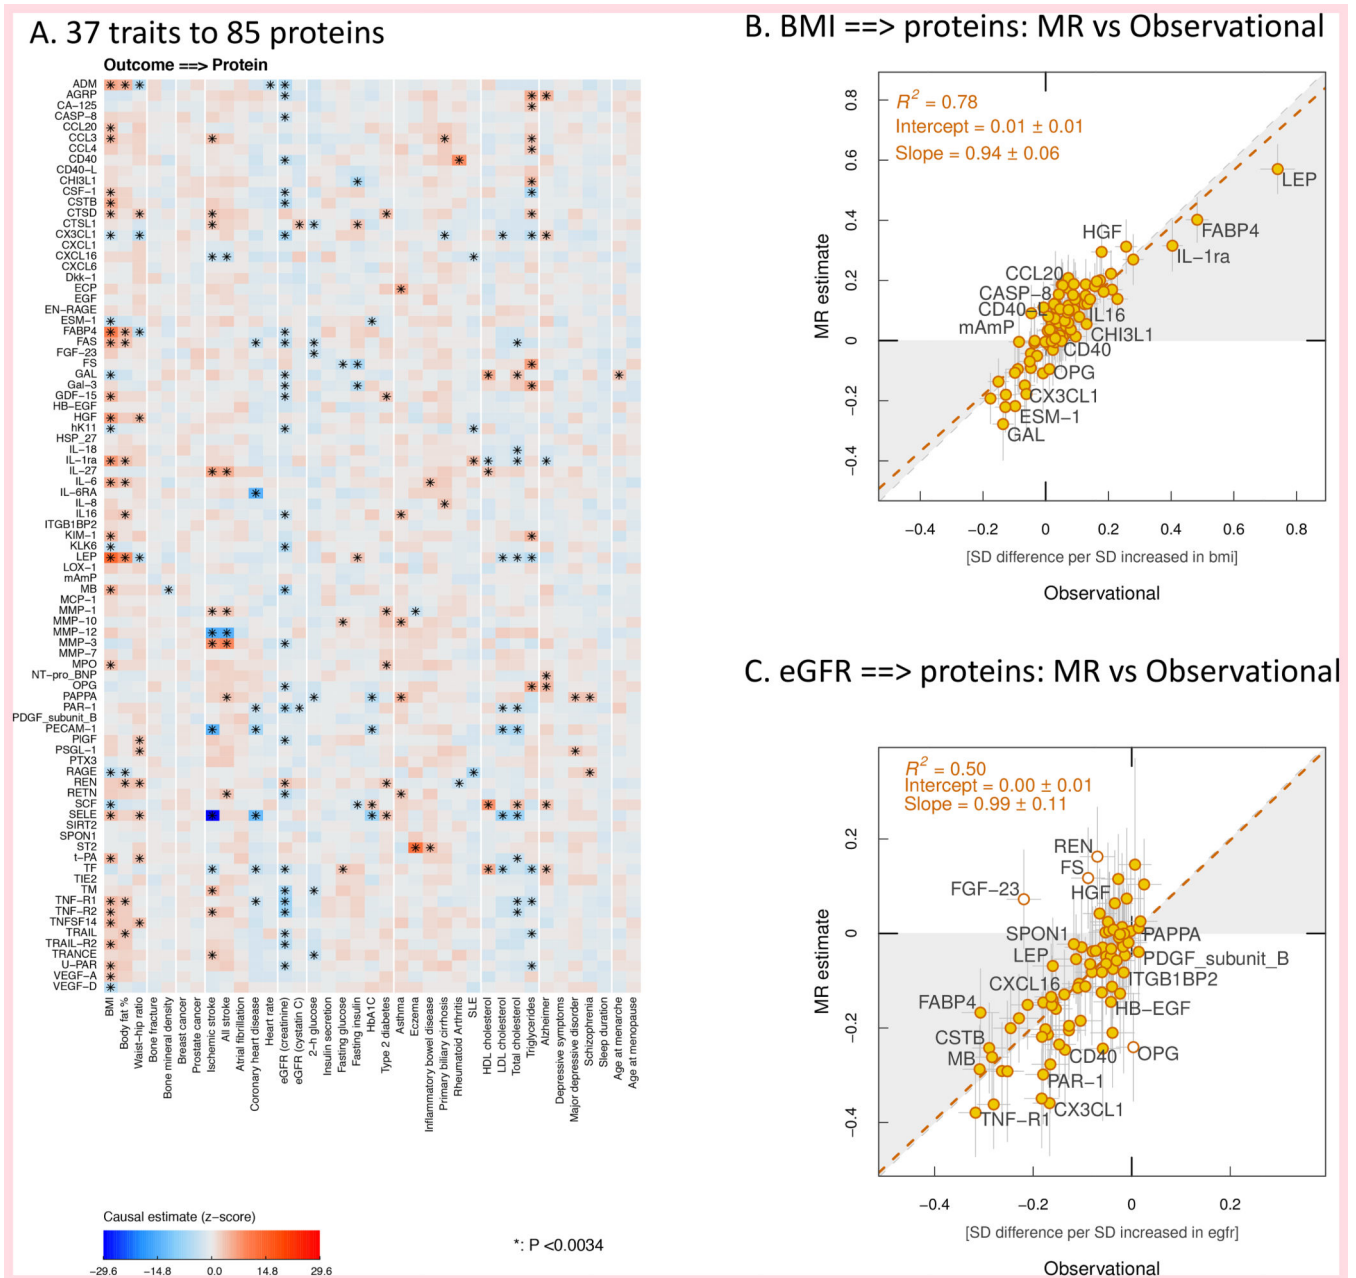 A. 37 traits to 85 proteins
Outcome ==> Protein
ADM
AGRP
CA-125
CASP-8
CCL20
CCL3
CCL4
CD40
CD40-L
CHI3L1
CSF-1
CSTB
CTSD
CTSL1
CX3CL1
CXCL1
CXCL16
CXCL6
Dkk-1
ECP
EGF
EN-RAGE
ESM-1
FABP4
FAS
FGF-23
FS
GAL
Gal-3
GDF-15
HB-EGF
HGF
hK11
HSP_27
IL-18
IL-1ra
IL-27
IL-6
IL-6RA
IL-8
IL16
ITGB1BP2
KIM-1
KLK6
LEP
LOX-1
mAmP
MB
MCP-1
MMP-1
MMP-10
MMP-12
MMP-3
MMP-7
MPO
NT-pro_BNP
OPG
PAPPA
PAR-1
PDGF_subunit_B
PECAM-1
PlGF
PSGL-1
PTX3
RAGE
REN
RETN
SCF
SELE
SIRT2
SPON1
ST2
t-PA
TF
TIE2
TM
TNF-R1
TNF-R2
TNFSF14
TRAIL
TRAIL-R2
TRANCE
U-PAR
VEGF-A
VEGF-D
BMI
Body fat %
Waist-hip ratio
Bone fracture
Bone mineral density
Breast cancer
Prostate cancer
Ischemic stroke
All stroke
Atrial fibrillation
Coronary heart disease
Heart rate
eGFR (creatinine)
eGFR (cystatin C)
2-h glucose
Insulin secretion
Fasting glucose
Fasting insulin
HbA1C
Type 2 diabetes
Asthma
Eczema
Inflammatory bowel disease
Primary biliary cirrhosis
Rheumatoid Arthritis
SLE
HDL cholesterol
LDL cholesterol
Total cholesterol
Triglycerides
Alzheimer
Depressive symptoms
Major depressive disorder
Schizophrenia
Sleep duration
Age at menarche
Age at menopause
Causal estimate (z-score)
-29.6 -14.8 0.0 14.8 29.6
*: P <0.0034
B. BMI ==> proteins: MR vs Observational
R² = 0.78
Intercept = 0.01 ± 0.01
Slope = 0.94 ± 0.06
MR estimate
0.8
0.6
0.4
0.2
0
-0.2
-0.4
LEP
FABP4
HGF
IL-1ra
CCL20
CASP-8
CD40-L
IL16
mAmP
CHI3L1
CD40
OPG
CX3CL1
ESM-1
GAL
-0.4 -0.2 0 0.2 0.4 0.6 0.8
[SD difference per SD increased in bmi]
Observational
C. eGFR ==> proteins: MR vs Observational
R² = 0.50
Intercept = 0.00 ± 0.01
Slope = 0.99 ± 0.11
MR estimate
0.2
0
-0.2
-0.4
REN
FS
FGF-23
HGF
SPON1
PAPPA
LEP
PDGF_subunit_B
CXCL16
ITGB1BP2
FABP4
HB-EGF
CSTB
MB
CD40
OPG
PAR-1
TNF-R1
CX3CL1
-0.4 -0.2 0 0.2
[SD difference per SD increased in egfr]
Observational